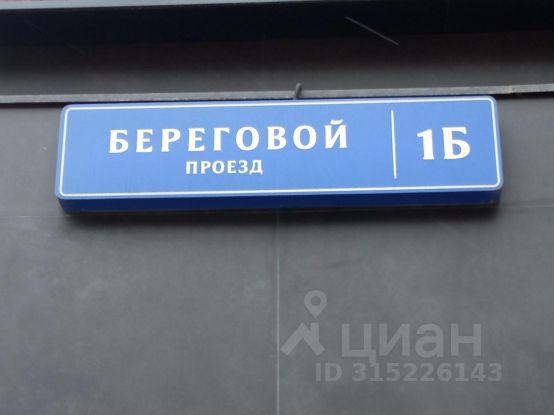 БЕРЕГОВОЙ
ПРОЕЗД
1Б
циан
ID 315226143